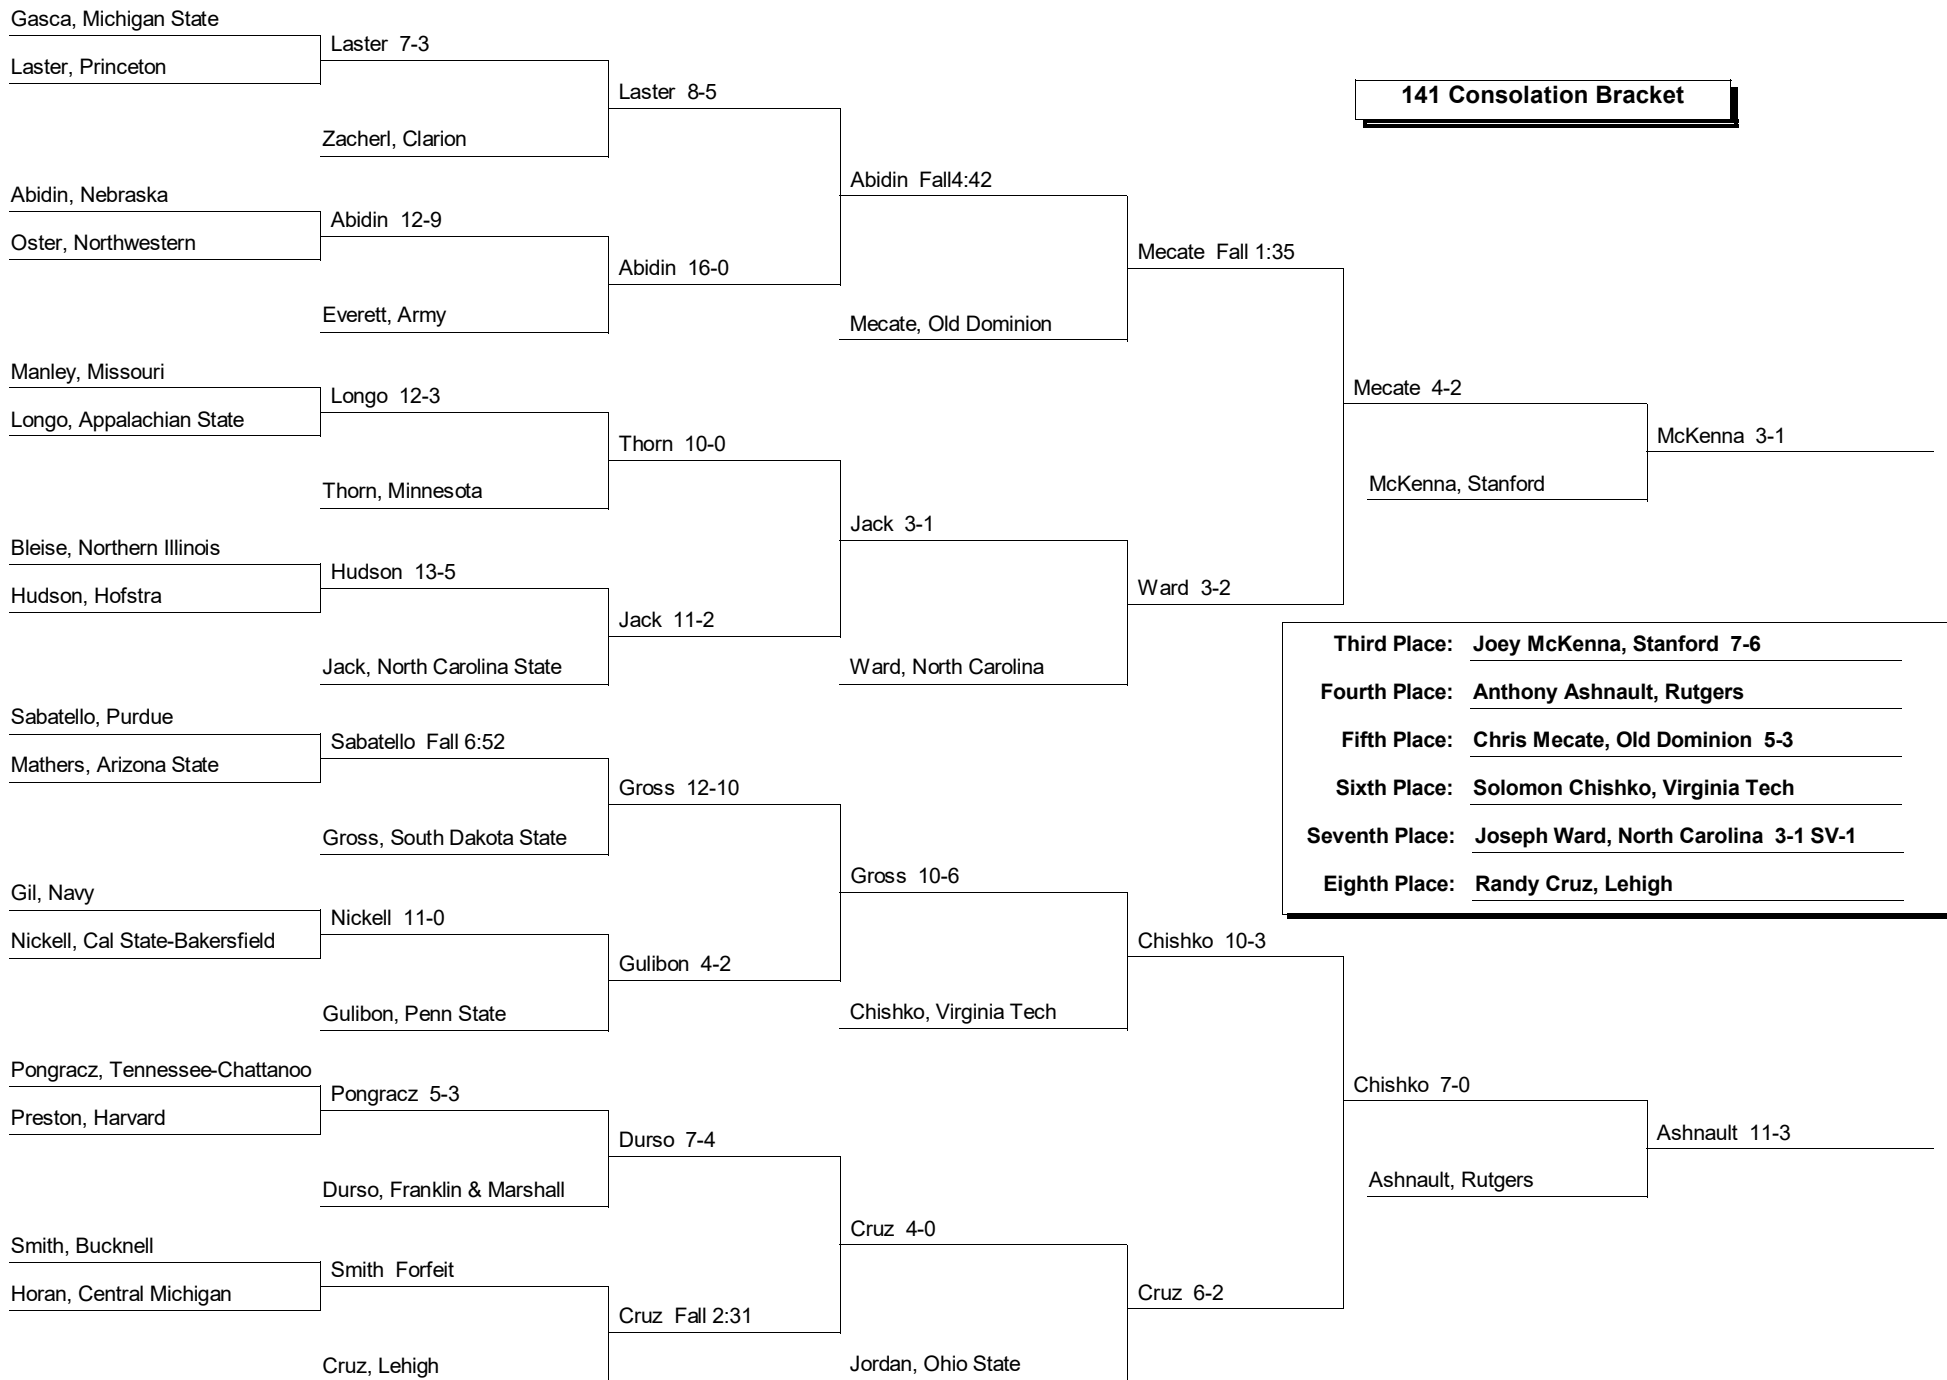 Gasca, Michigan State
Laster 7-3
Laster, Princeton
Laster 8-5
141 Consolation Bracket
Zacherl, Clarion
Abidin Fall4:42
Abidin, Nebraska
Abidin 12-9
Oster, Northwestern
Mecate Fall 1:35
Abidin 16-0
Everett, Army
Mecate, Old Dominion
Manley, Missouri
Mecate 4-2
Longo 12-3
Longo, Appalachian State
McKenna 3-1
Thorn 10-0
McKenna, Stanford
Thorn, Minnesota
Jack 3-1
Bleise, Northern Illinois
Hudson 13-5
Ward 3-2
Hudson, Hofstra
Jack 11-2
Third Place: Joey McKenna, Stanford 7-6
Jack, North Carolina State
Ward, North Carolina
Fourth Place: Anthony Ashnault, Rutgers
Sabatello, Purdue
Sabatello Fall 6:52
Fifth Place: Chris Mecate, Old Dominion 5-3
Mathers, Arizona State
Gross 12-10
Sixth Place: Solomon Chishko, Virginia Tech
Gross, South Dakota State
Seventh Place: Joseph Ward, North Carolina 3-1 SV-1
Gross 10-6
Eighth Place: Randy Cruz, Lehigh
Gil, Navy
Nickell 11-0
Nickell, Cal State-Bakersfield
Chishko 10-3
Gulibon 4-2
Gulibon, Penn State
Chishko, Virginia Tech
Pongracz, Tennessee-Chattanoo
Chishko 7-0
Pongracz 5-3
Preston, Harvard
Ashnault 11-3
Durso 7-4
Ashnault, Rutgers
Durso, Franklin & Marshall
Cruz 4-0
Smith, Bucknell
Smith Forfeit
Horan, Central Michigan
Cruz 6-2
Cruz Fall 2:31
Cruz, Lehigh
Jordan, Ohio State